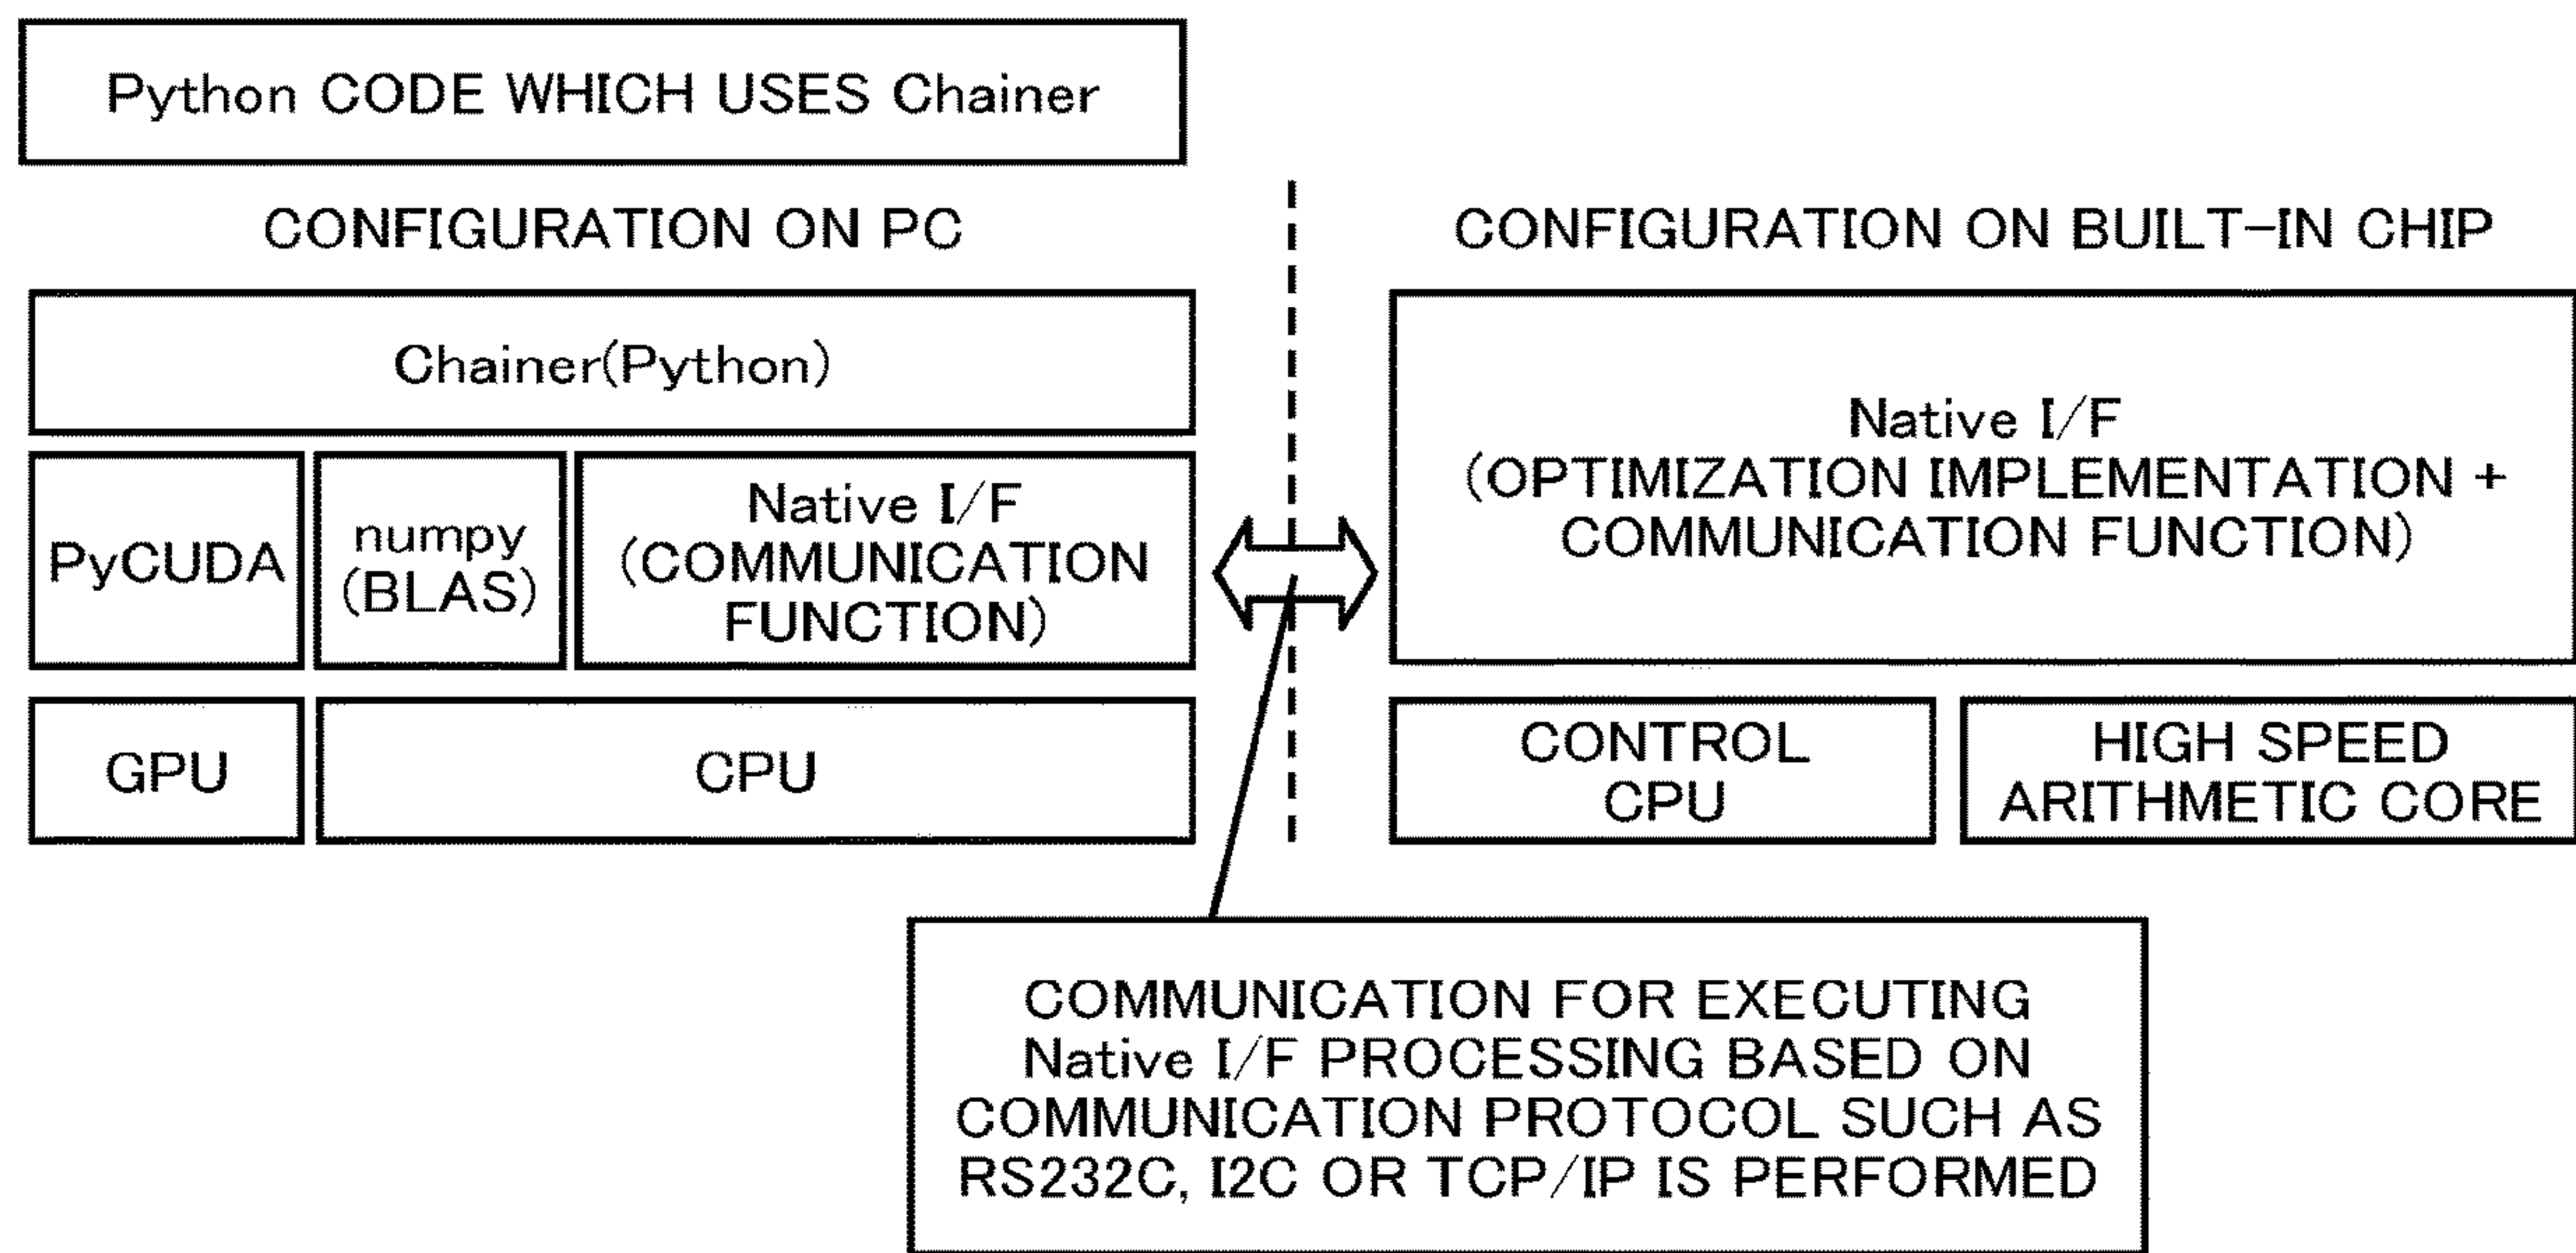 Python CODE WHICH USES Chainer
CONFIGURATION ON PC
Chainer(Python)
PyCUDA
numpy
(BLAS)
Native I/F
(COMMUNICATION
FUNCTION)
GPU
CPU
CONFIGURATION ON BUILT-IN CHIP
Native I/F
(OPTIMIZATION IMPLEMENTATION +
COMMUNICATION FUNCTION)
CONTROL
CPU
HIGH SPEED
ARITHMETIC CORE
COMMUNICATION FOR EXECUTING
Native I/F PROCESSING BASED ON
COMMUNICATION PROTOCOL SUCH AS
RS232C, I2C OR TCP/IP IS PERFORMED